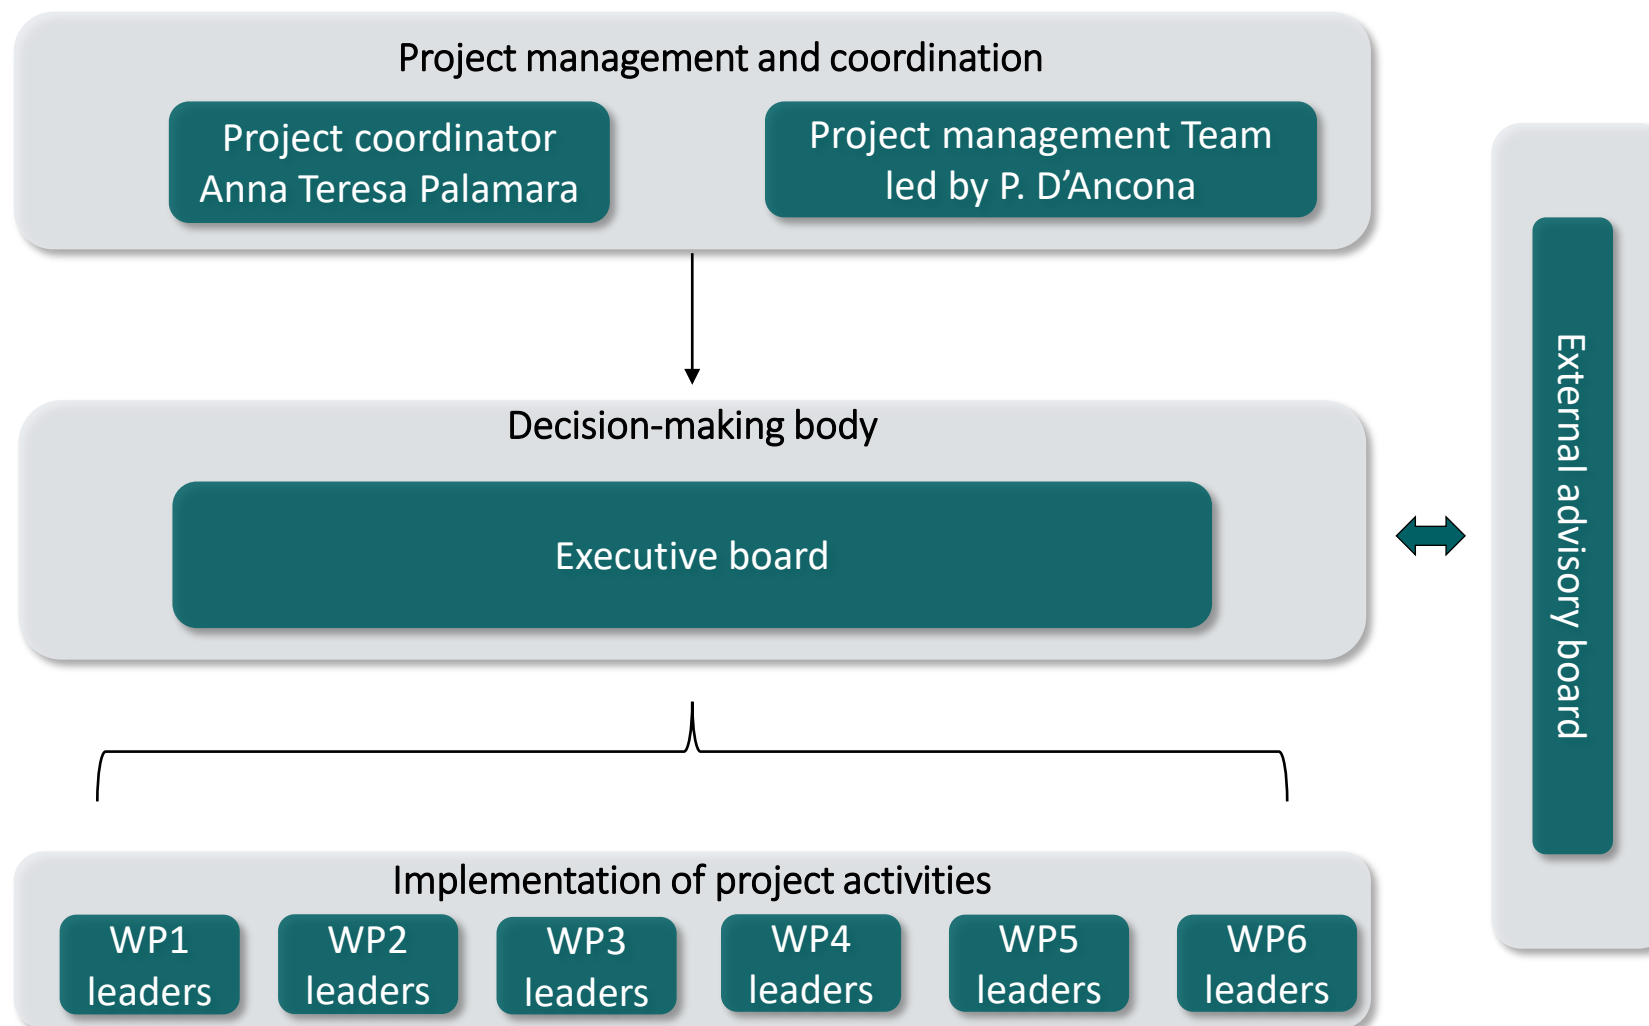 Project management and coordination
Project coordinator
Anna Teresa Palamara
Project management Team
led by P. D’Ancona
Decision-making body
Executive board
External advisory board
Implementation of project activities
WP1
leaders
WP2
leaders
WP3
leaders
WP4
leaders
WP5
leaders
WP6
leaders